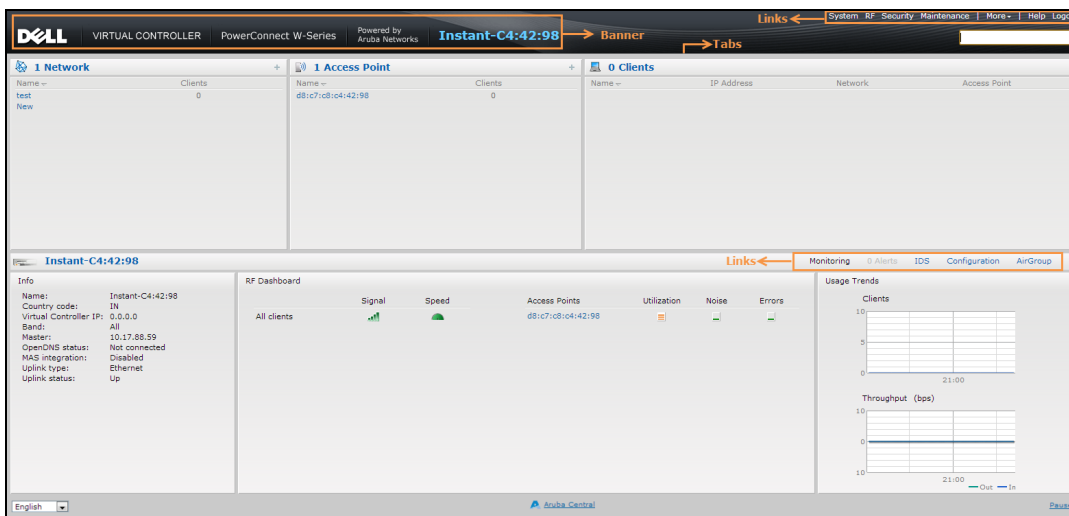 Links
System RF Security Maintenance | More | Help
DELL VIRTUAL CONTROLLER PowerConnect W-Series Powered by Aruba Networks Instant-C4:42:98 Banner
Tabs
1 Network +
Name Clients
test 0
New
1 Access Point +
Name Clients
d8:c7:c8:c4:42:98 0
0 Clients
Name IP Address Network Access Point
Instant-C4:42:98
Links
Monitoring 0 Alerts IDS Configuration AirGroup
Info
Name: Instant-C4:42:98
Country code: IN
Virtual Controller IP: 0.0.0.0
Band: All
Master: 10.17.88.59
OpenDNS status: Not connected
MAS integration: Disabled
Uplink type: Ethernet
Uplink status: Up
RF Dashboard
Signal Speed Access Points Utilization Noise Errors
All clients d8:c7:c8:c4:42:98
Usage Trends
Clients
10
5
0
21:00
Throughput (bps)
10
0
10
21:00
Out In
English
Aruba Central